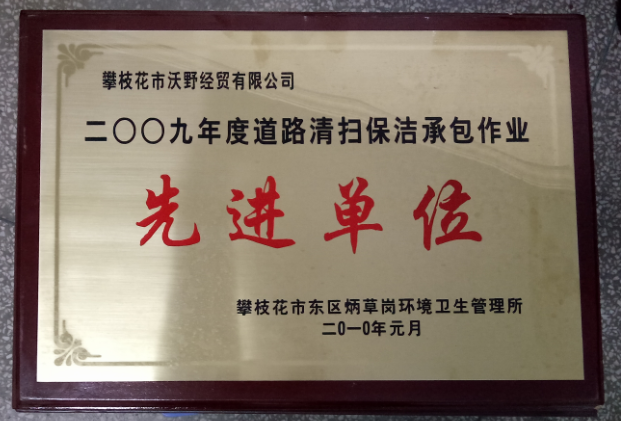 攀枝花市沃野经贸有限公司
二〇〇九年度道路清扫保洁承包作业
先进单位
攀枝花市东区炳草岗环境卫生管理所
二0一0年元月